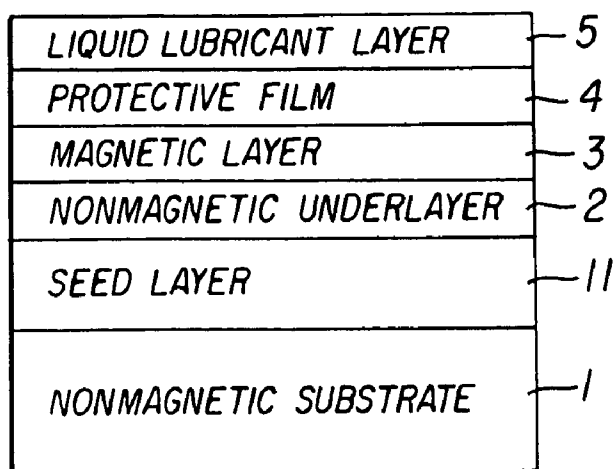 LIQUID LUBRICANT LAYER 5
PROTECTIVE FILM 4
MAGNETIC LAYER 3
NONMAGNETIC UNDERLAYER 2
SEED LAYER 11
NONMAGNETIC SUBSTRATE 1